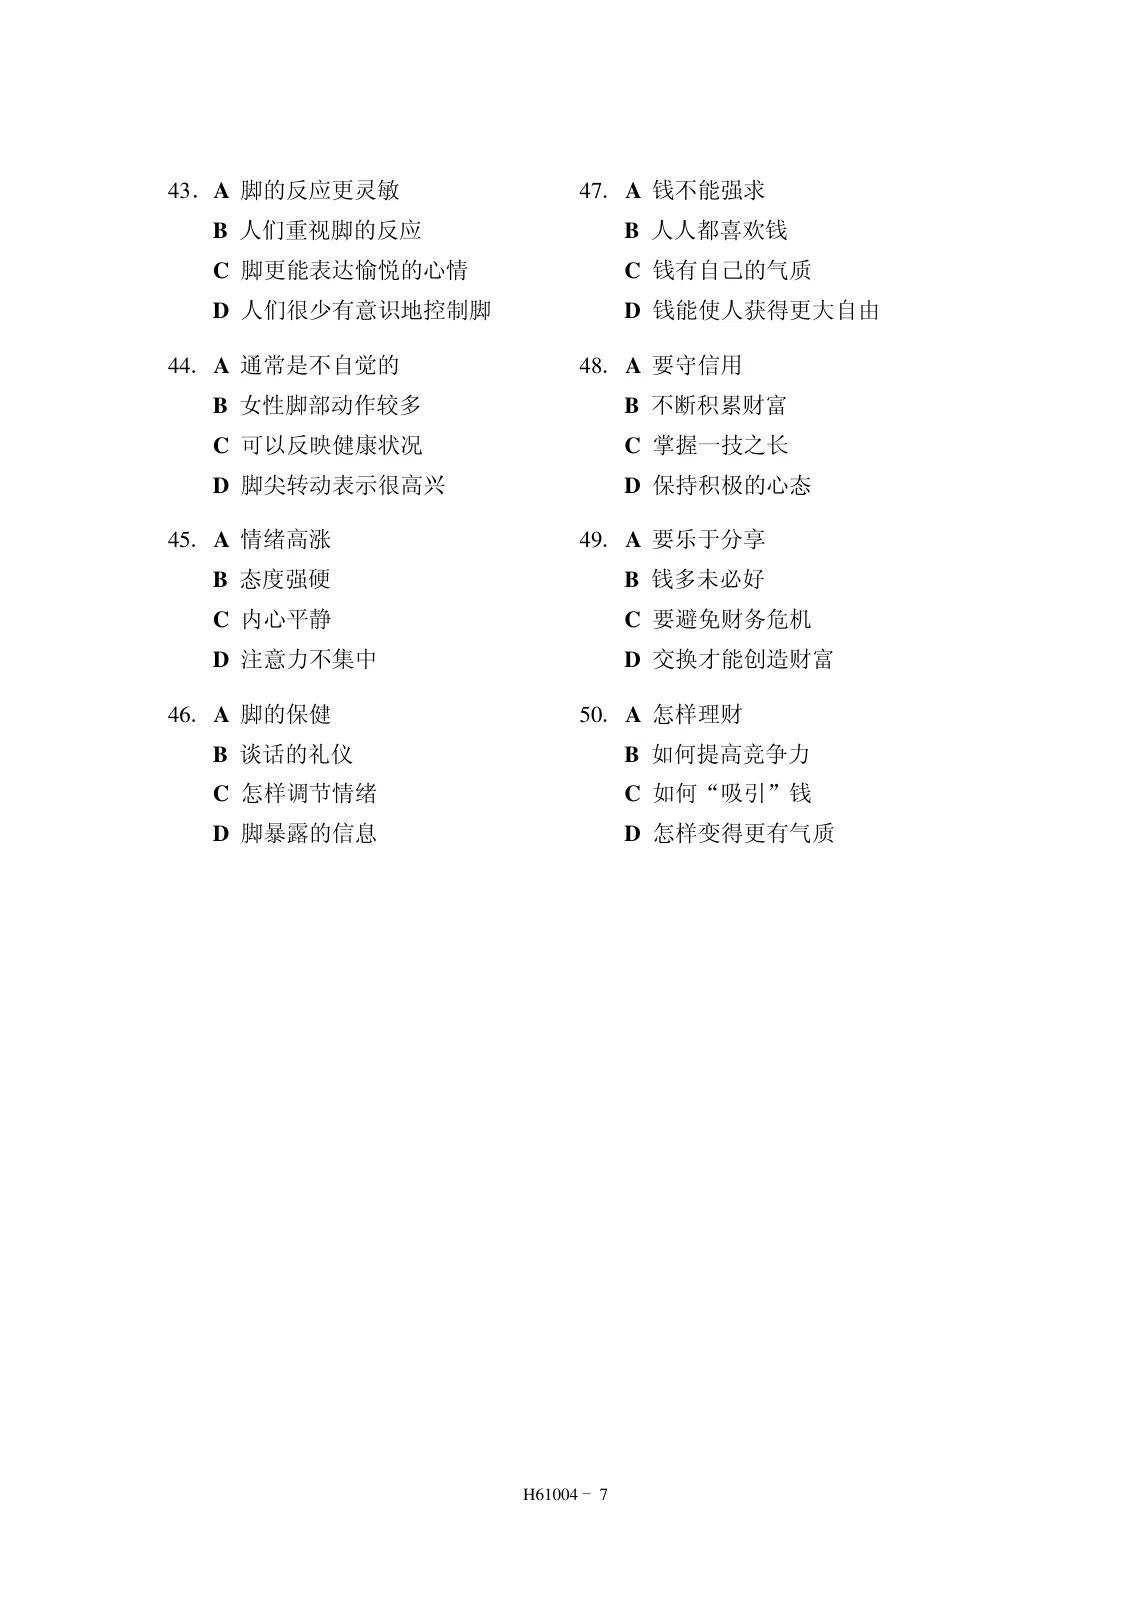 43. A 脚的反应更灵敏
B 人们重视脚的反应
C 脚更能表达愉悦的心情
D 人们很少有意识地控制脚
44. A 通常是不自觉的
B 女性脚部动作较多
C 可以反映健康状况
D 脚尖转动表示很高兴
45. A 情绪高涨
B 态度强硬
C 内心平静
D 注意力不集中
46. A 脚的保健
B 谈话的礼仪
C 怎样调节情绪
D 脚暴露的信息
47. A 钱不能强求
B 人人都喜欢钱
C 钱有自己的气质
D 钱能使人获得更大自由
48. A 要守信用
B 不断积累财富
C 掌握一技之长
D 保持积极的心态
49. A 要乐于分享
B 钱多未必好
C 要避免财务危机
D 交换才能创造财富
50. A 怎样理财
B 如何提高竞争力
C 如何“吸引”钱
D 怎样变得更有气质
H61004－ 7